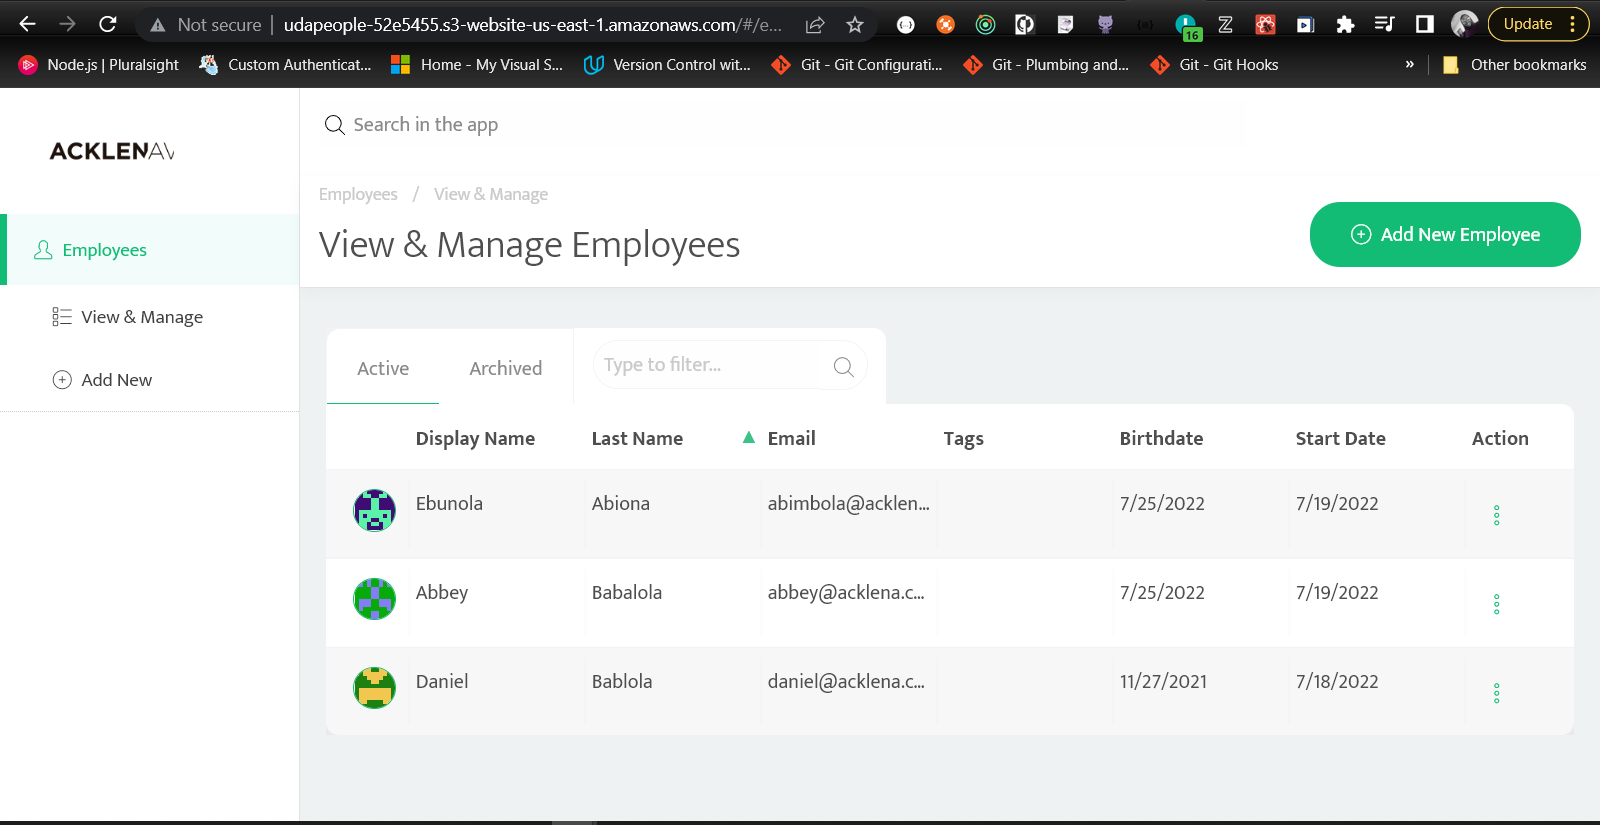 Not secure | udapeople-52e5455.s3-website-us-east-1.amazonaws.com/#/e... 16 Update
Node.js | Pluralsight Custom Authenticat... Home - My Visual S... Version Control wit... Git - Git Configurati... Git - Plumbing and... Git - Git Hooks » Other bookmarks
Search in the app
ACKLENAV
Employees / View & Manage
View & Manage Employees
Add New Employee
Employees
View & Manage
Add New
Active Archived Type to filter...
Display Name Last Name Email Tags Birthdate Start Date Action
Ebunola Abiona abimbola@acklen... 7/25/2022 7/19/2022
Abbey Babalola abbey@acklena.c... 7/25/2022 7/19/2022
Daniel Bablola daniel@acklena.c... 11/27/2021 7/18/2022